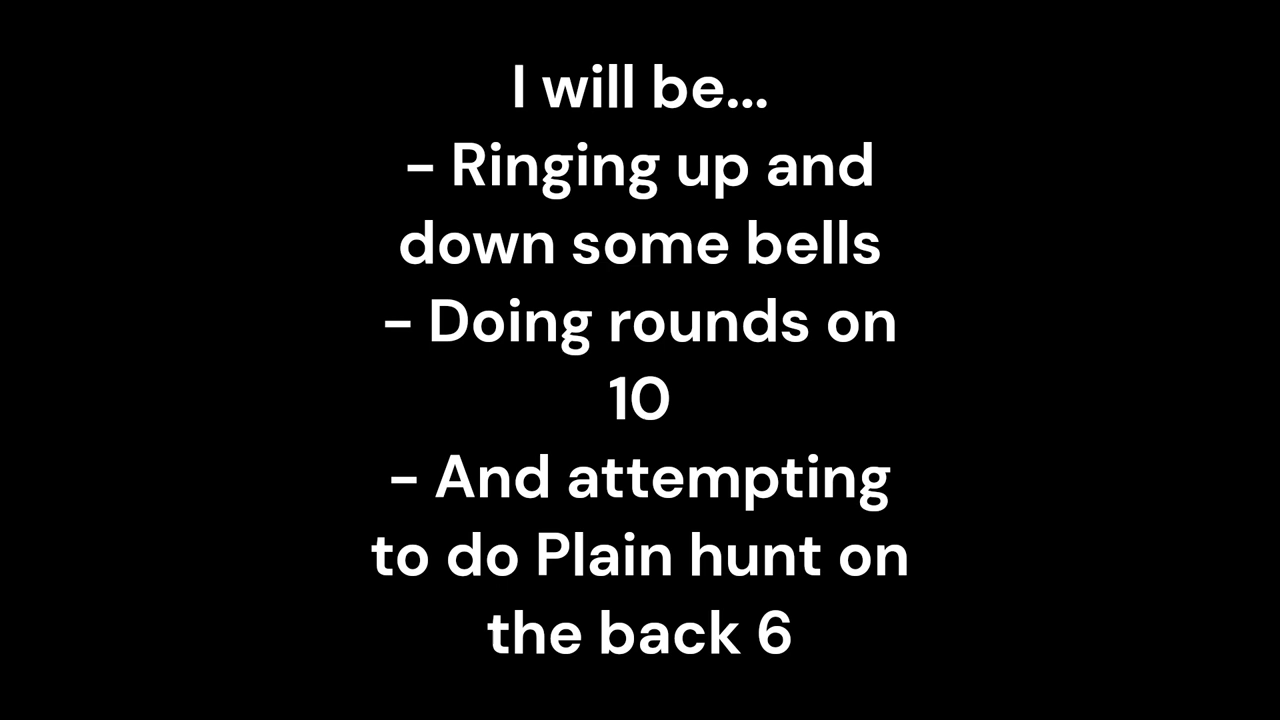 I will be...
- Ringing up and
down some bells
- Doing rounds on
10
- And attempting
to do Plain hunt on
the back 6